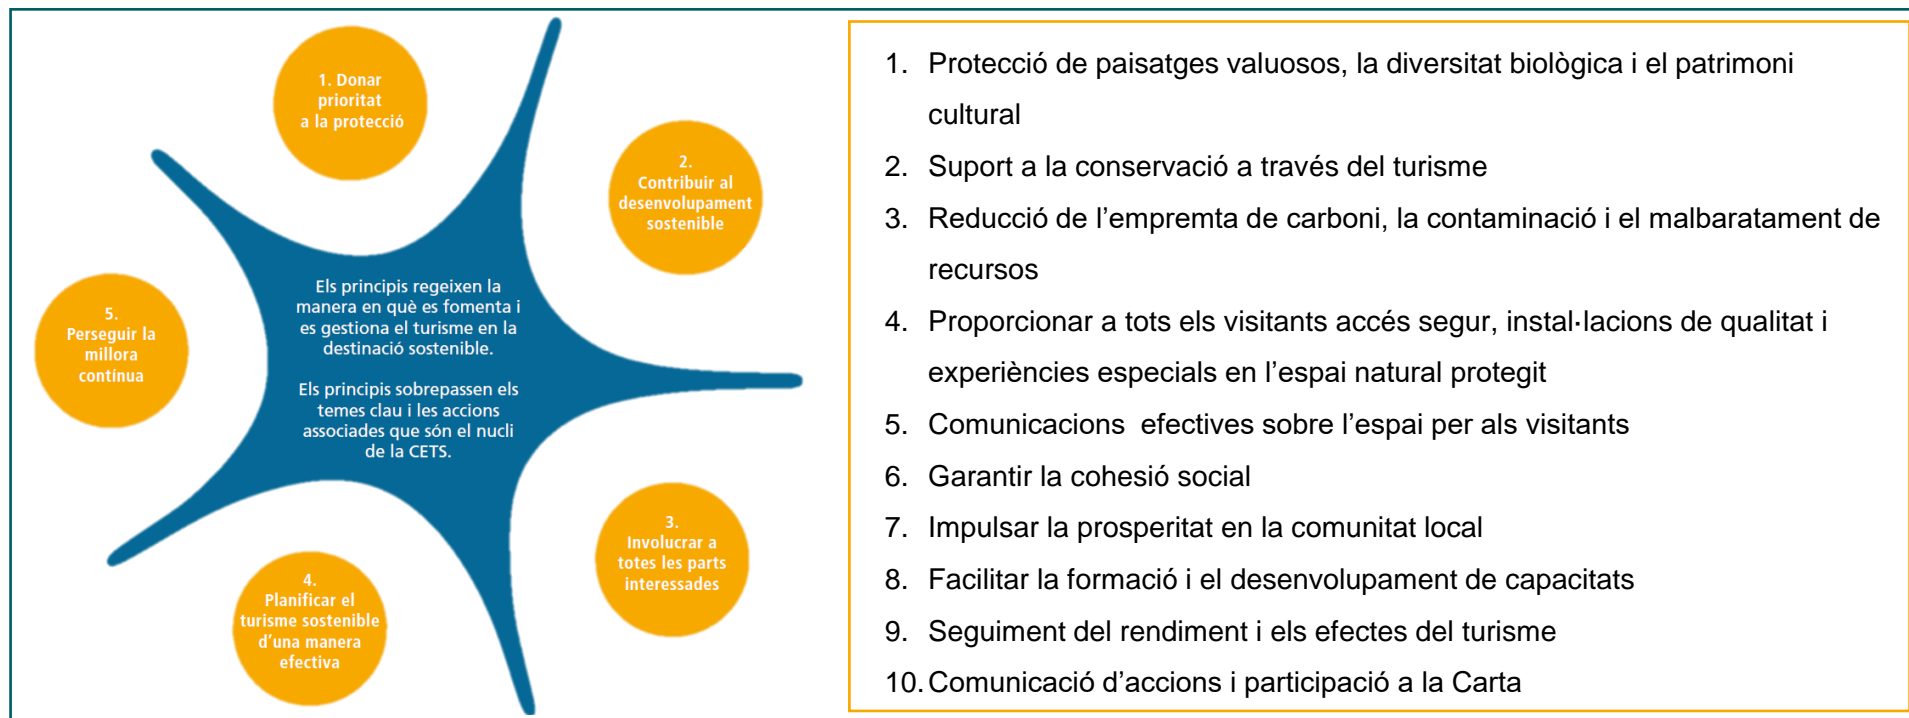 1. Donar
prioritat
a la protecció
2.
Contribuir al
desenvolupament
sostenible
3.
Involucrar a
totes les parts
interessades
4.
Planificar el
turisme sostenible
d'una manera
efectiva
5.
Perseguir la
millora
contínua
Els principis regeixen la
manera en què es fomenta i
es gestiona el turisme en la
destinació sostenible.
Els principis sobrepassen els
temes clau i les accions
associades que són el nucli
de la CETS.
1. Protecció de paisatges valuosos, la diversitat biològica i el patrimoni
cultural
2. Suport a la conservació a través del turisme
3. Reducció de l’empremta de carboni, la contaminació i el malbaratament de
recursos
4. Proporcionar a tots els visitants accés segur, instal·lacions de qualitat i
experiències especials en l’espai natural protegit
5. Comunicacions efectives sobre l’espai per als visitants
6. Garantir la cohesió social
7. Impulsar la prosperitat en la comunitat local
8. Facilitar la formació i el desenvolupament de capacitats
9. Seguiment del rendiment i els efectes del turisme
10. Comunicació d’accions i participació a la Carta